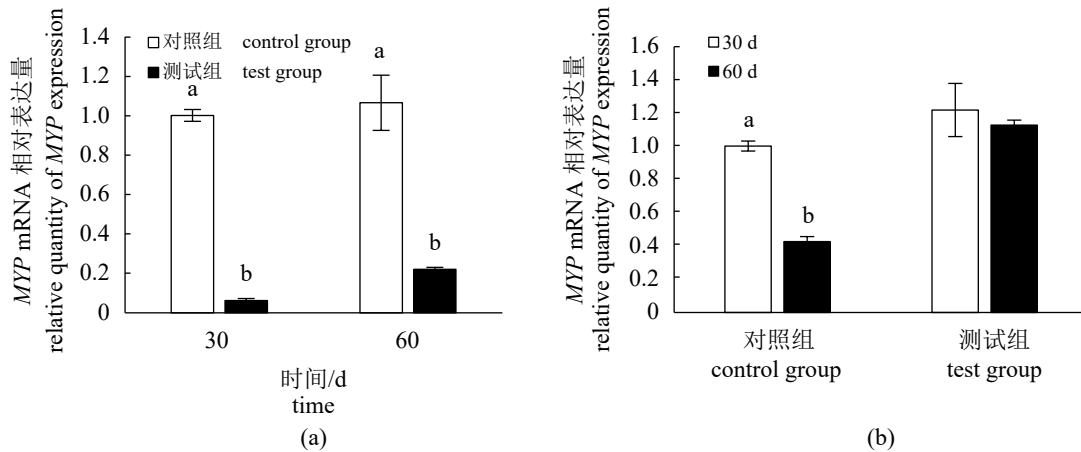 MYP mRNA 相对表达量
relative quantity of MYP expression
1.4
1.2
1.0
0.8
0.6
0.4
0.2
0
对照组 control group
测试组 test group
a
b
a
b
30
60
时间/d
time
(a)
MYP mRNA 相对表达量
relative quantity of MYP expression
1.6
1.4
1.2
1.0
0.8
0.6
0.4
0.2
0
30 d
60 d
a
b
对照组
control group
测试组
test group
(b)